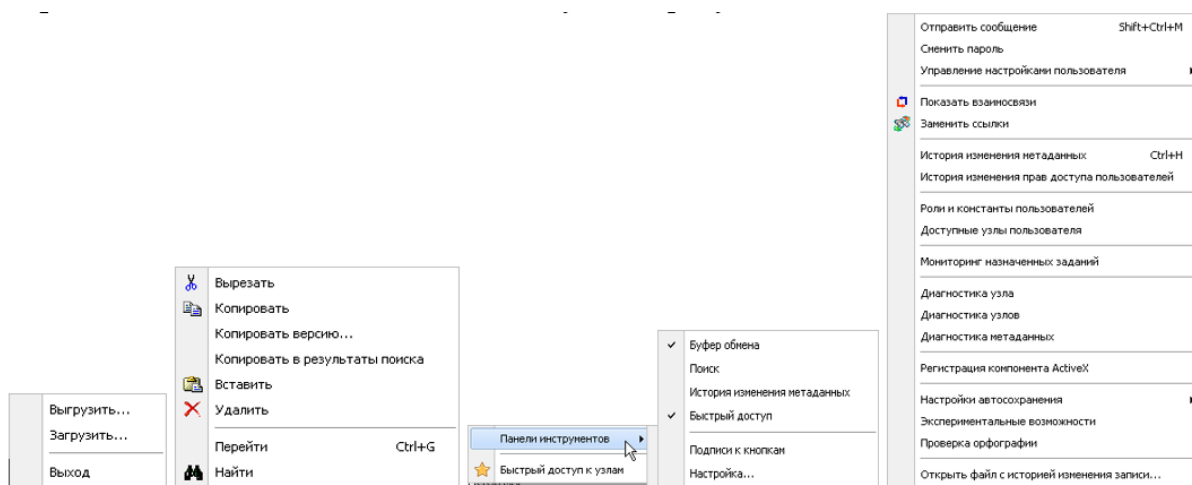 Выгрузить...
Загрузить...
Выход
Вырезать
Копировать
Копировать версию...
Копировать в результаты поиска
Вставить
Удалить
Перейти Ctrl+G
Найти
Панели инструментов
Быстрый доступ к узлам
Буфер обмена
Поиск
История изменения метаданных
Быстрый доступ
Подписи к кнопкам
Настройка...
Отправить сообщение Shift+Ctrl+M
Сменить пароль
Управление настройками пользователя
Показать взаимосвязи
Заменить ссылки
История изменения метаданных Ctrl+H
История изменения прав доступа пользователей
Роли и константы пользователей
Доступные узлы пользователя
Мониторинг назначенных заданий
Диагностика узла
Диагностика узлов
Диагностика метаданных
Регистрация компонента ActiveX
Настройки автосохранения
Экспериментальные возможности
Проверка орфографии
Открыть файл с историей изменения записи...